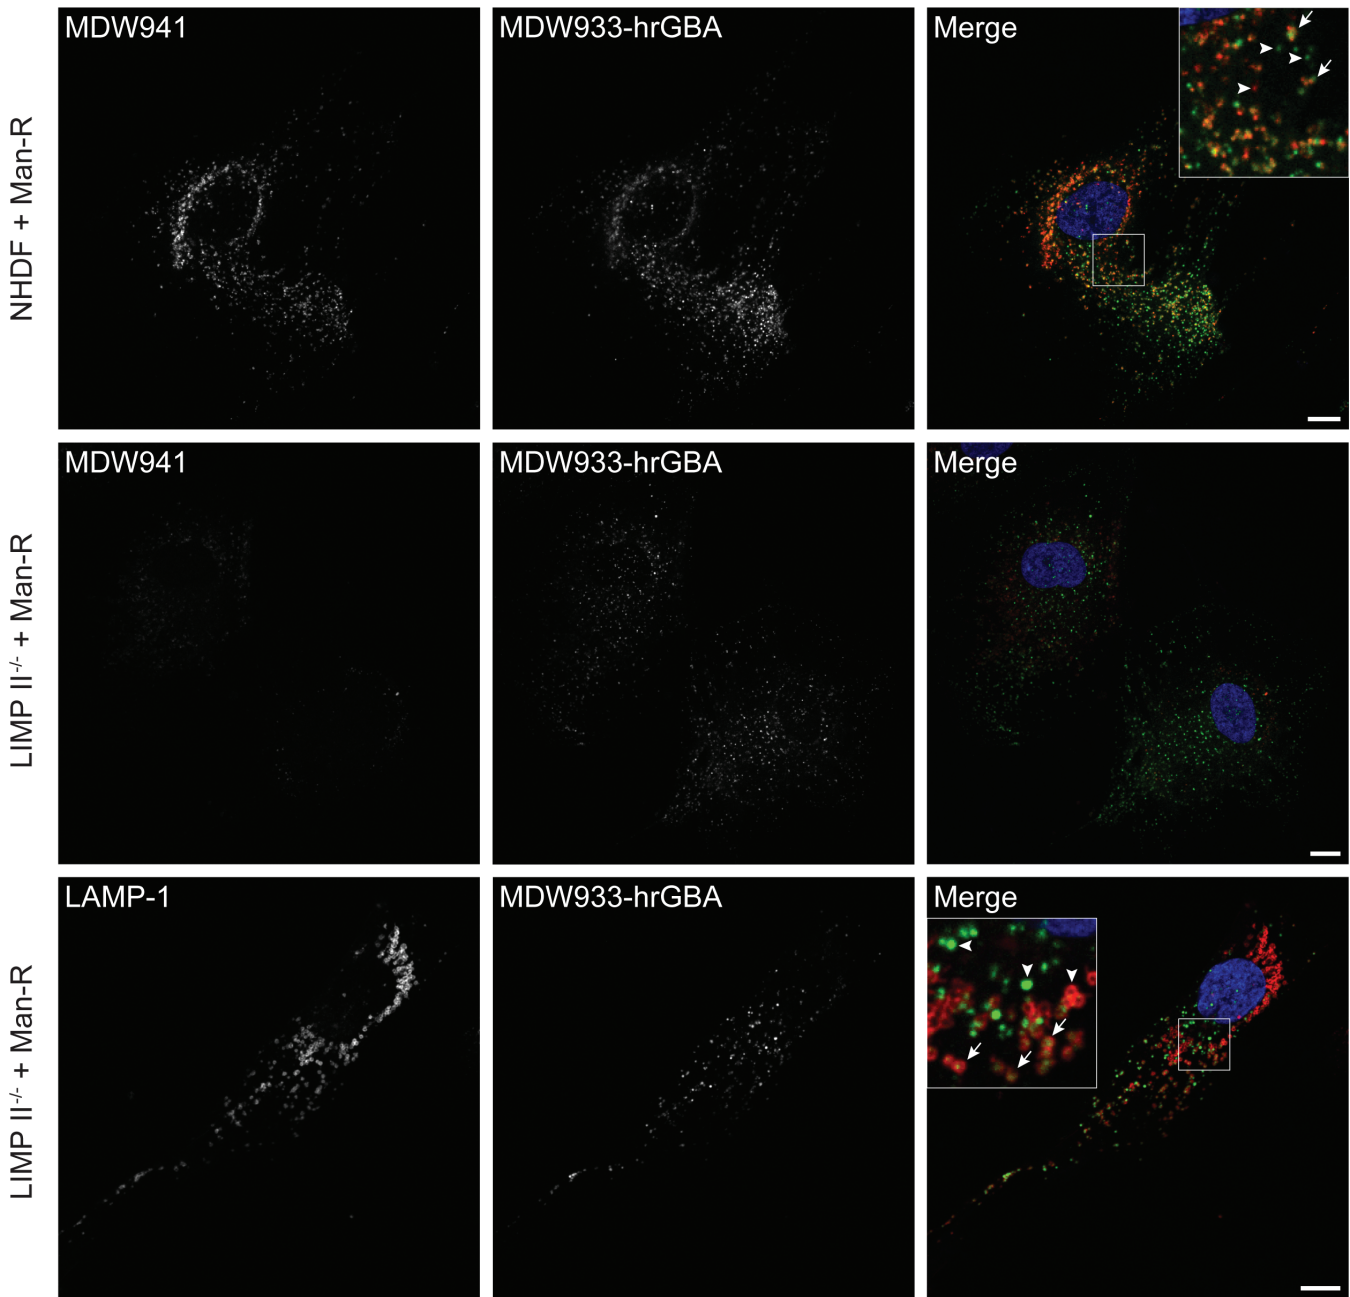 NHDF + Man-R
MDW941
MDW933-hrGBA
Merge
LIMP II-/- + Man-R
MDW941
MDW933-hrGBA
Merge
LIMP II-/- + Man-R
LAMP-1
MDW933-hrGBA
Merge